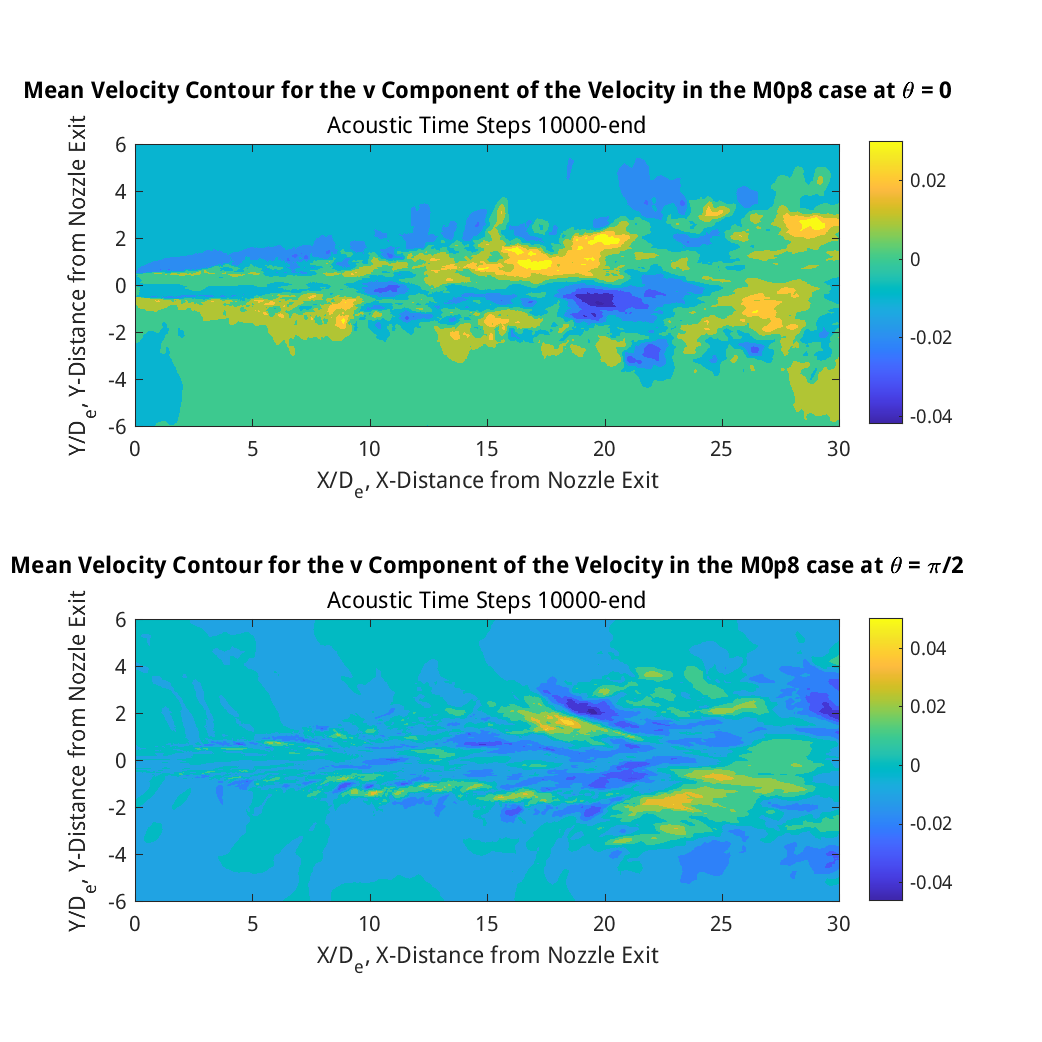 Mean Velocity Contour for the v Component of the Velocity in the M0p8 case at θ = 0
Acoustic Time Steps 10000-end
Y/De, Y-Distance from Nozzle Exit
6
4
2
0
-2
-4
-6
0 5 10 15 20 25 30
X/De, X-Distance from Nozzle Exit
0.02
0
-0.02
-0.04
Mean Velocity Contour for the v Component of the Velocity in the M0p8 case at θ = π/2
Acoustic Time Steps 10000-end
Y/De, Y-Distance from Nozzle Exit
6
4
2
0
-2
-4
-6
0 5 10 15 20 25 30
X/De, X-Distance from Nozzle Exit
0.04
0.02
0
-0.02
-0.04